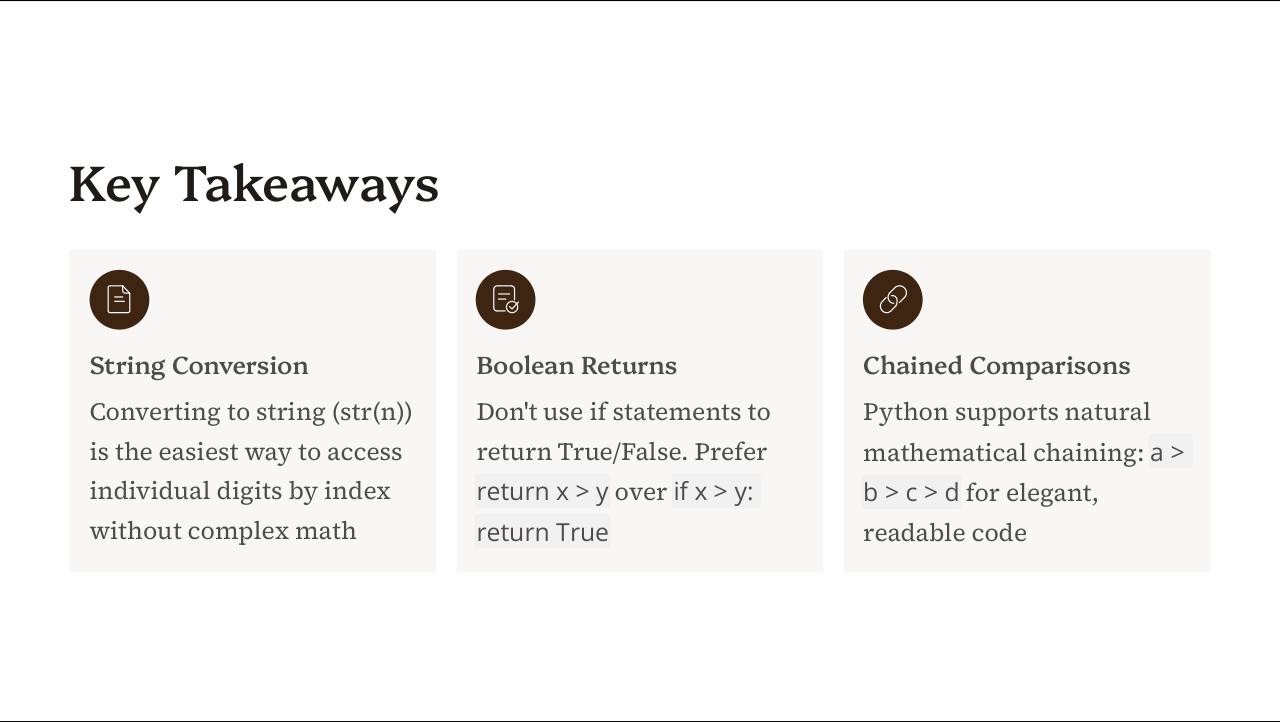 Key Takeaways
String Conversion
Converting to string (str(n))
is the easiest way to access
individual digits by index
without complex math
Boolean Returns
Don't use if statements to
return True/False. Prefer
return x > y over if x > y:
return True
Chained Comparisons
Python supports natural
mathematical chaining: a >
b > c > d for elegant,
readable code